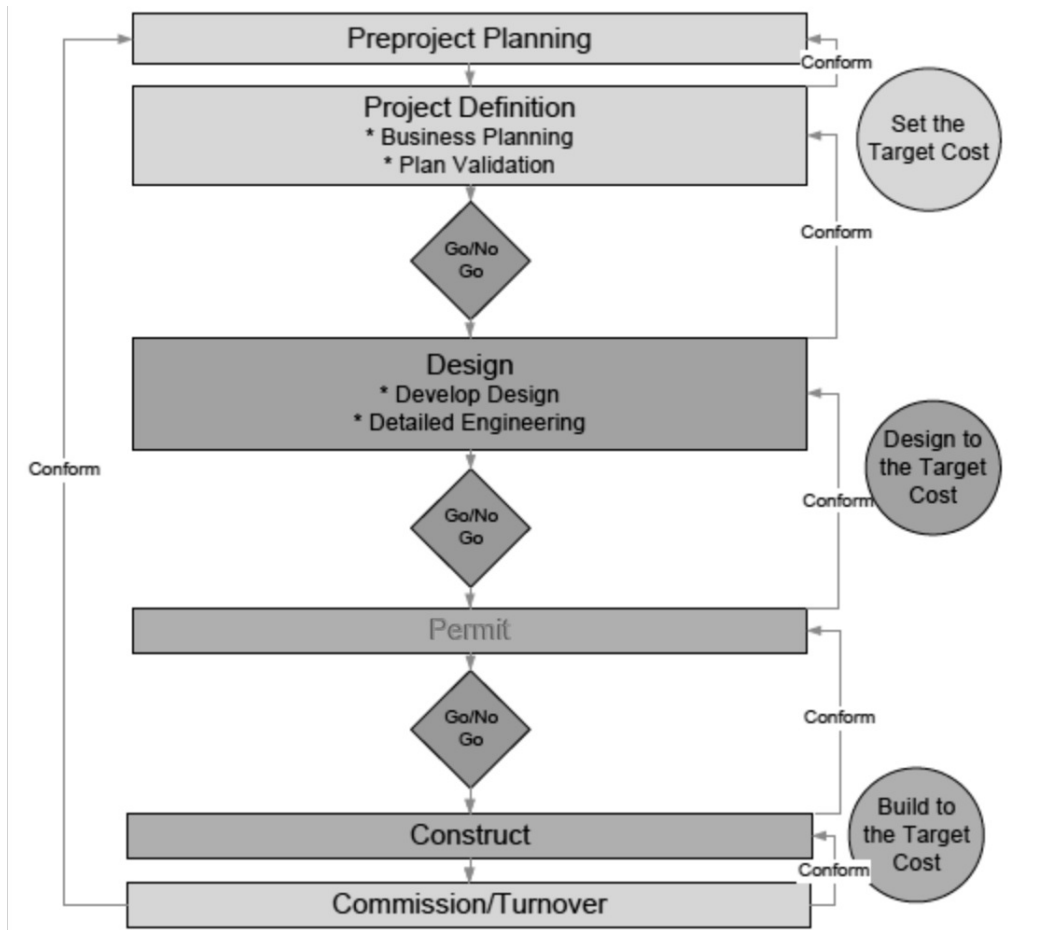 Preproject Planning
Conform
Project Definition
* Business Planning
* Plan Validation
Set the
Target Cost
Conform
Go/No
Go
Design
* Develop Design
* Detailed Engineering
Design to
the Target
Cost
Conform
Conform
Go/No
Go
Permit
Go/No
Go
Conform
Construct
Build to
the Target
Cost
Conform
Commission/Turnover